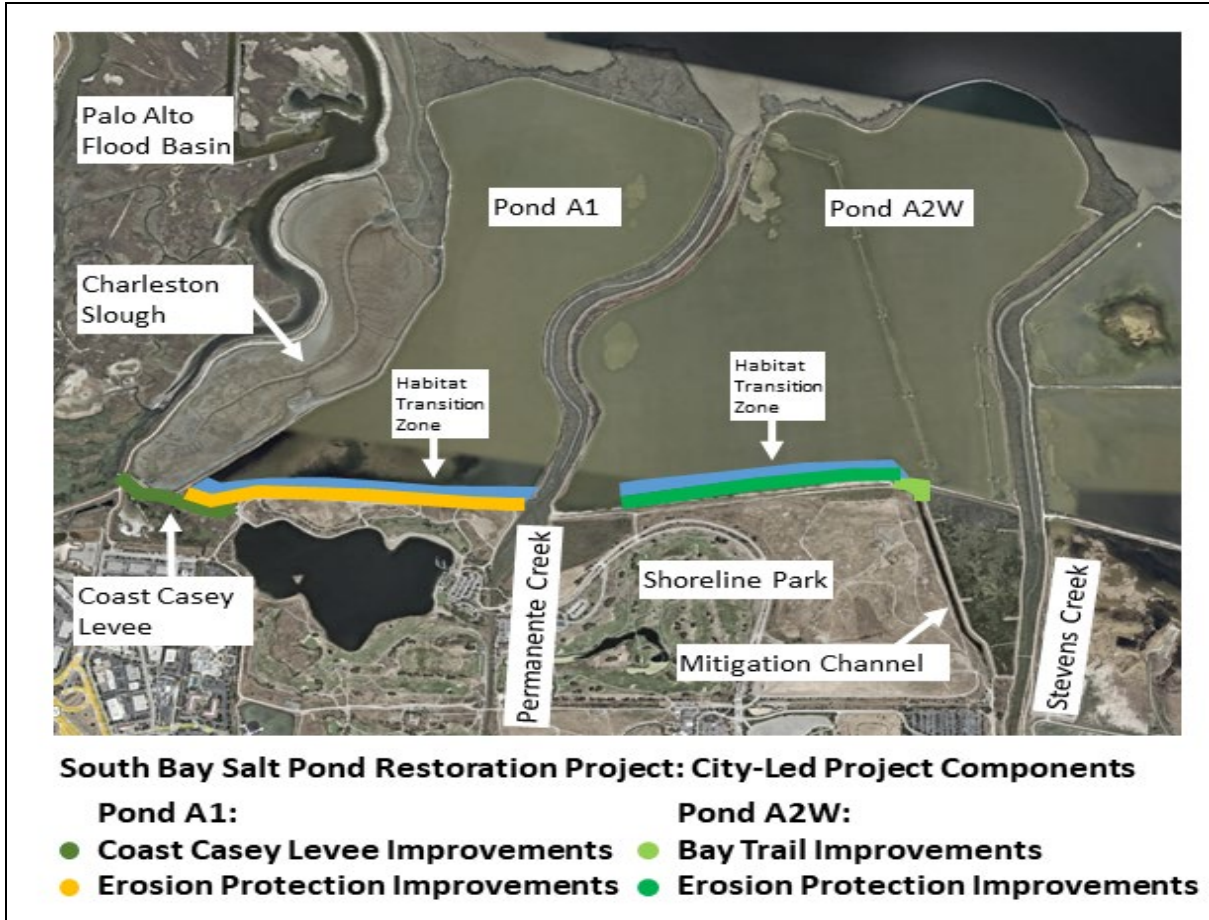 Palo Alto
Flood Basin
Pond A1
Pond A2W
Charleston
Slough
Habitat
Transition
Zone
Habitat
Transition
Zone
Coast Casey
Levee
Permanente Creek
Shoreline Park
Mitigation Channel
Stevens Creek
South Bay Salt Pond Restoration Project: City-Led Project Components
Pond A1:
Coast Casey Levee Improvements
Erosion Protection Improvements
Pond A2W:
Bay Trail Improvements
Erosion Protection Improvements